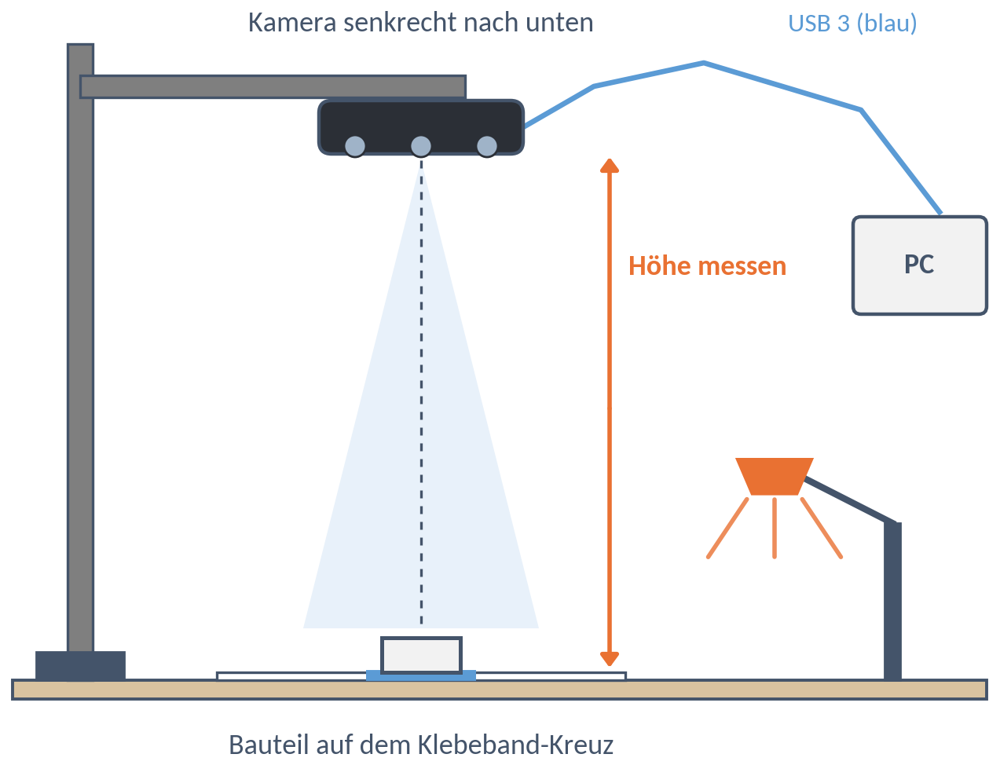 Kamera senkrecht nach unten
USB 3 (blau)
Höhe messen
PC
Bauteil auf dem Klebeband-Kreuz